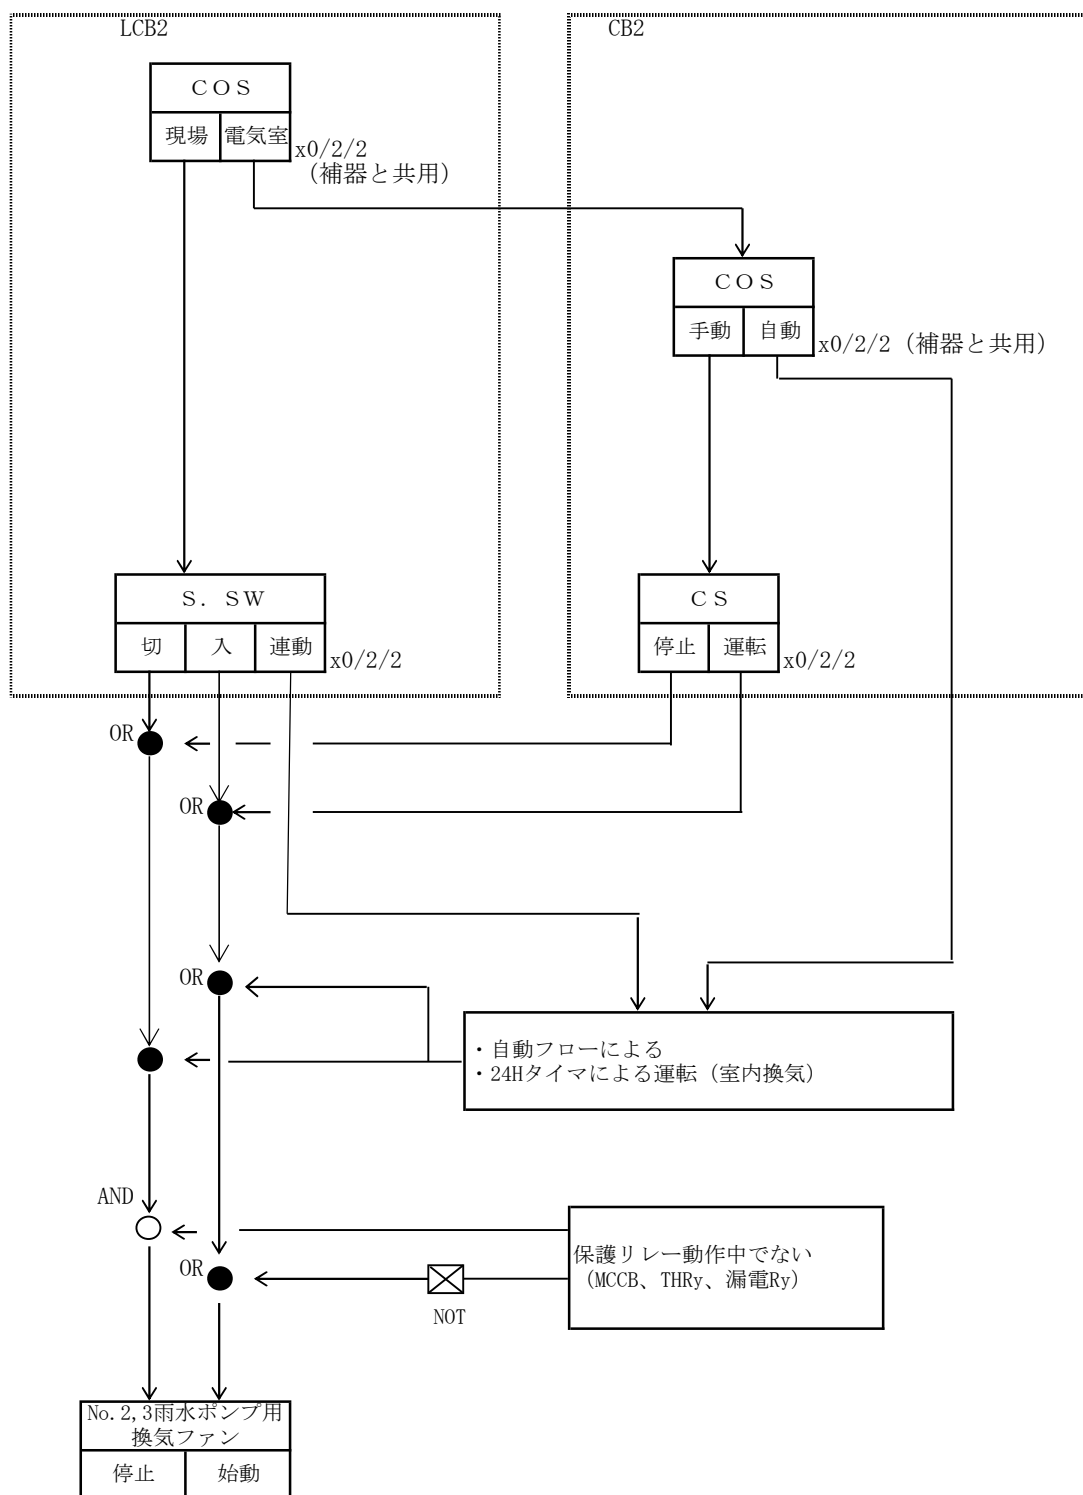 LCB2
CB2
COS
現場 電気室
x0/2/2
（補器と共用）
COS
手動 自動
x0/2/2（補器と共用）
S. SW
切 入 連動
x0/2/2
CS
停止 運転
x0/2/2
OR
OR
OR
・自動フローによる
・24Hタイマによる運転（室内換気）
AND
OR
保護リレー動作中でない
（MCCB、THRy、漏電Ry）
NOT
No.2,3雨水ポンプ用
換気ファン
停止 始動